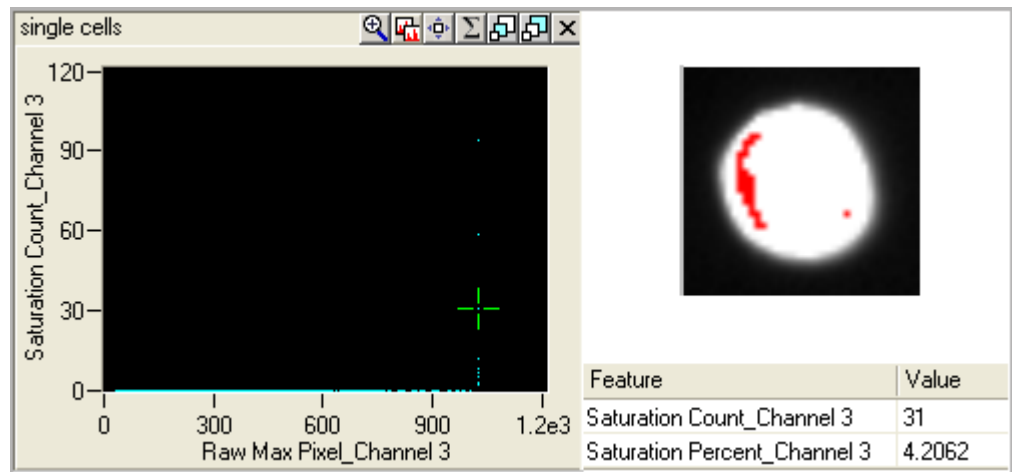 single cells
Σ
120
90
60
30
0
Saturation Count_Channel 3
0 300 600 900 1.2e3
Raw Max Pixel_Channel 3
Feature Value
Saturation Count_Channel 3 31
Saturation Percent_Channel 3 4.2062